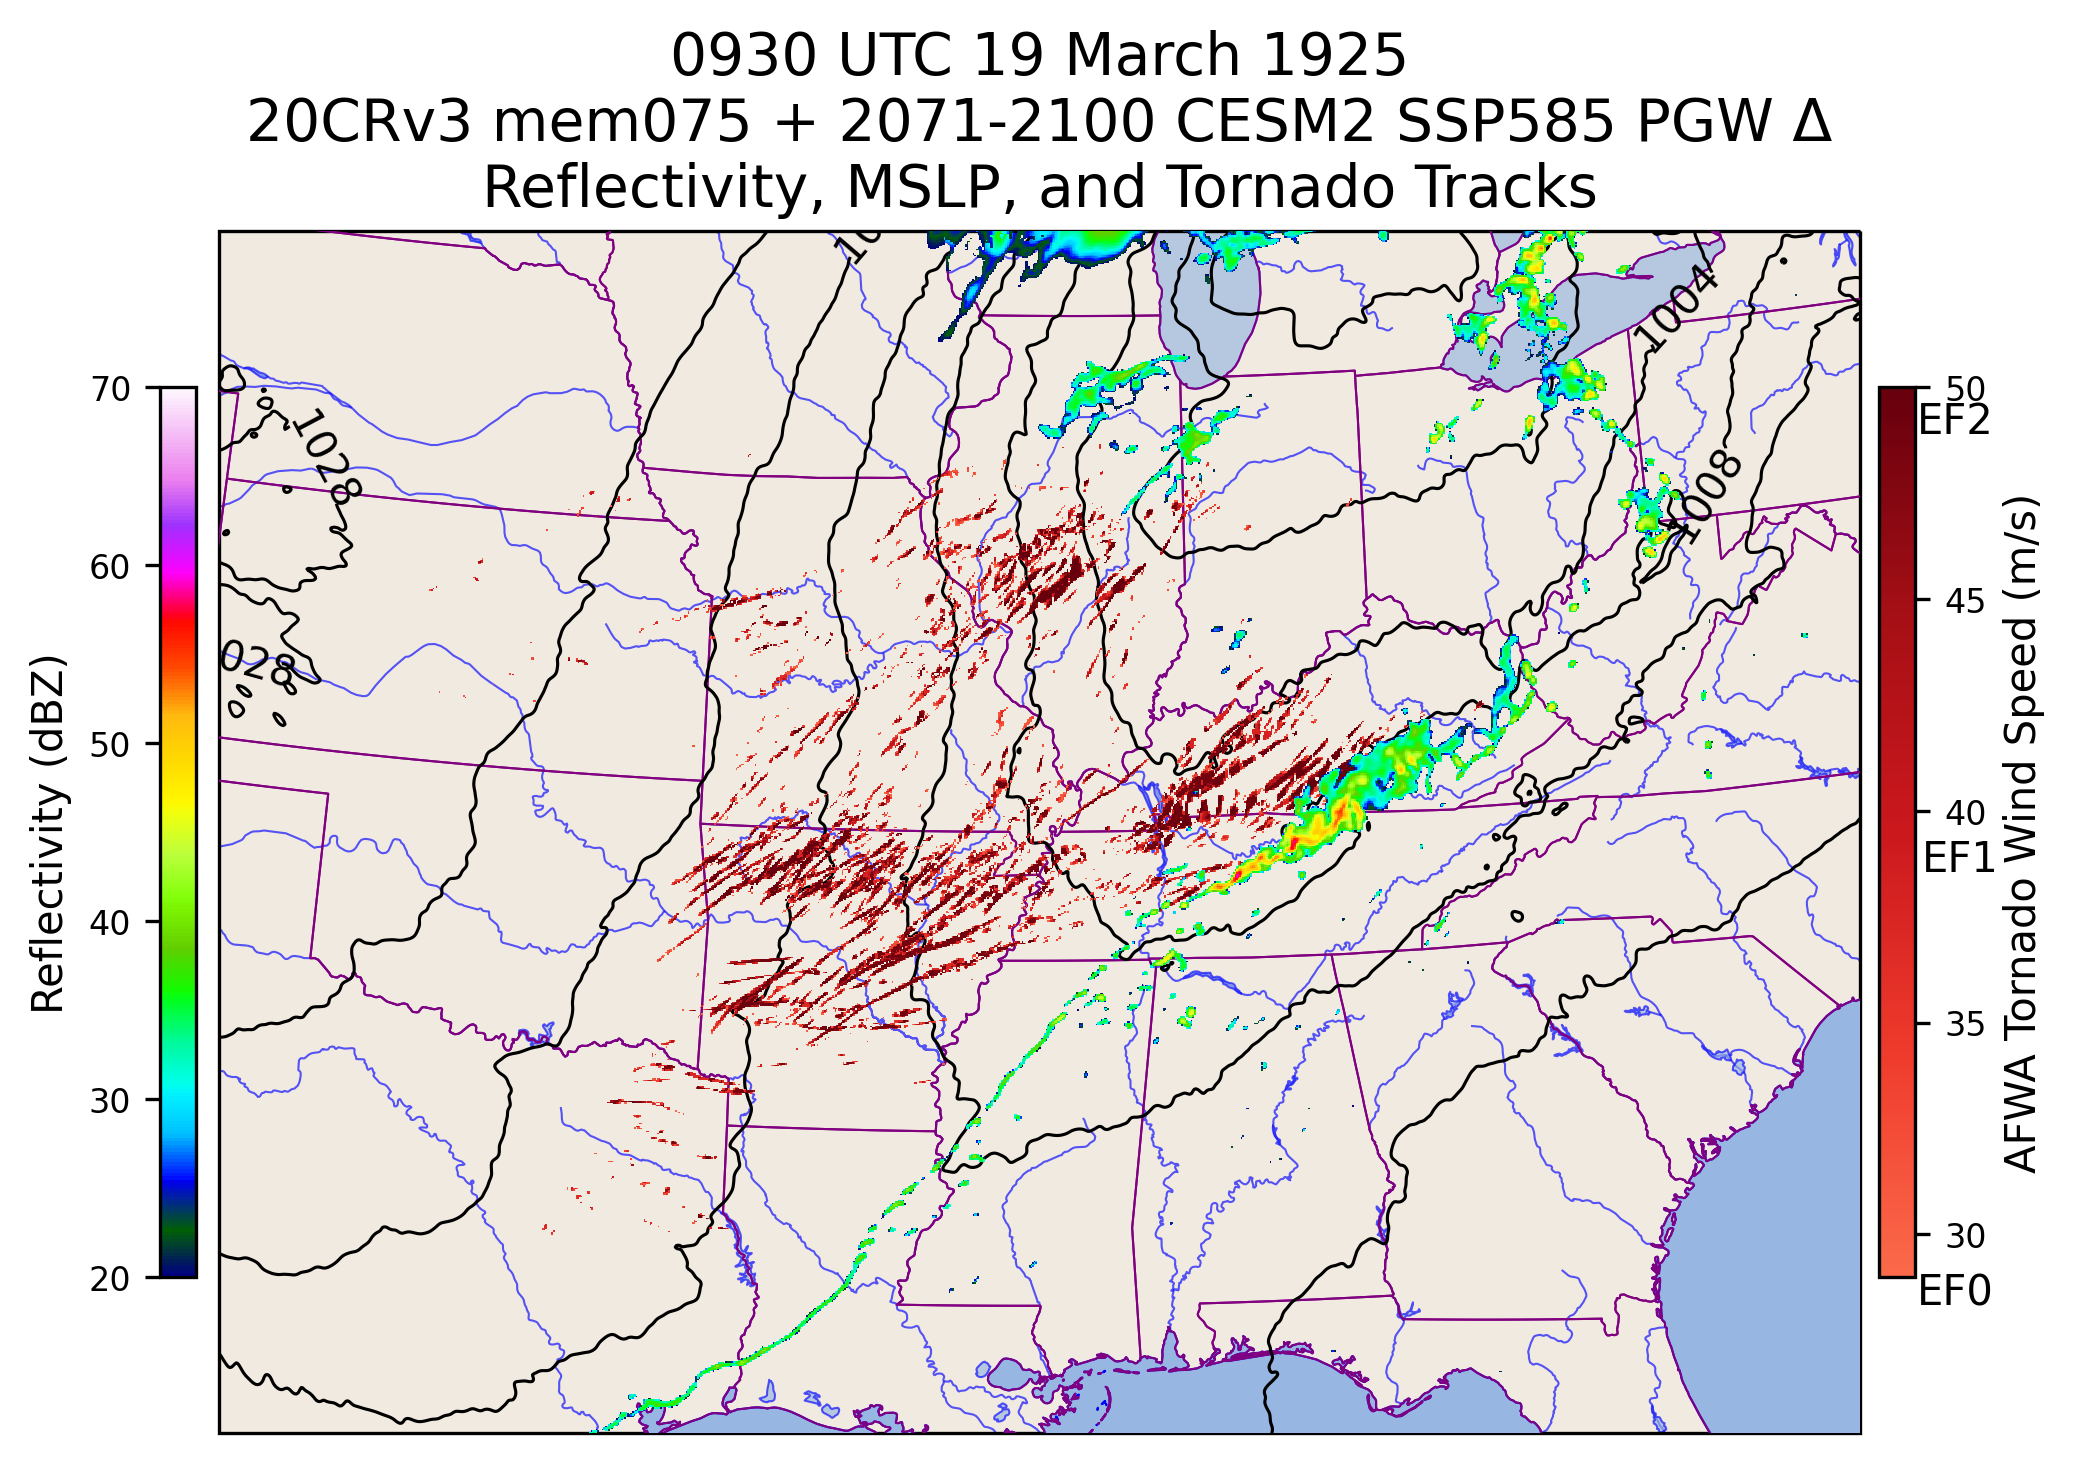 0930 UTC 19 March 1925
20CRv3 mem075 + 2071-2100 CESM2 SSP585 PGW Δ
Reflectivity, MSLP, and Tornado Tracks
Reflectivity (dBZ)
70
60
50
40
30
20
1028
028
1004
1008
50
EF2
45
40
EF1
35
30
EF0
AFWA Tornado Wind Speed (m/s)